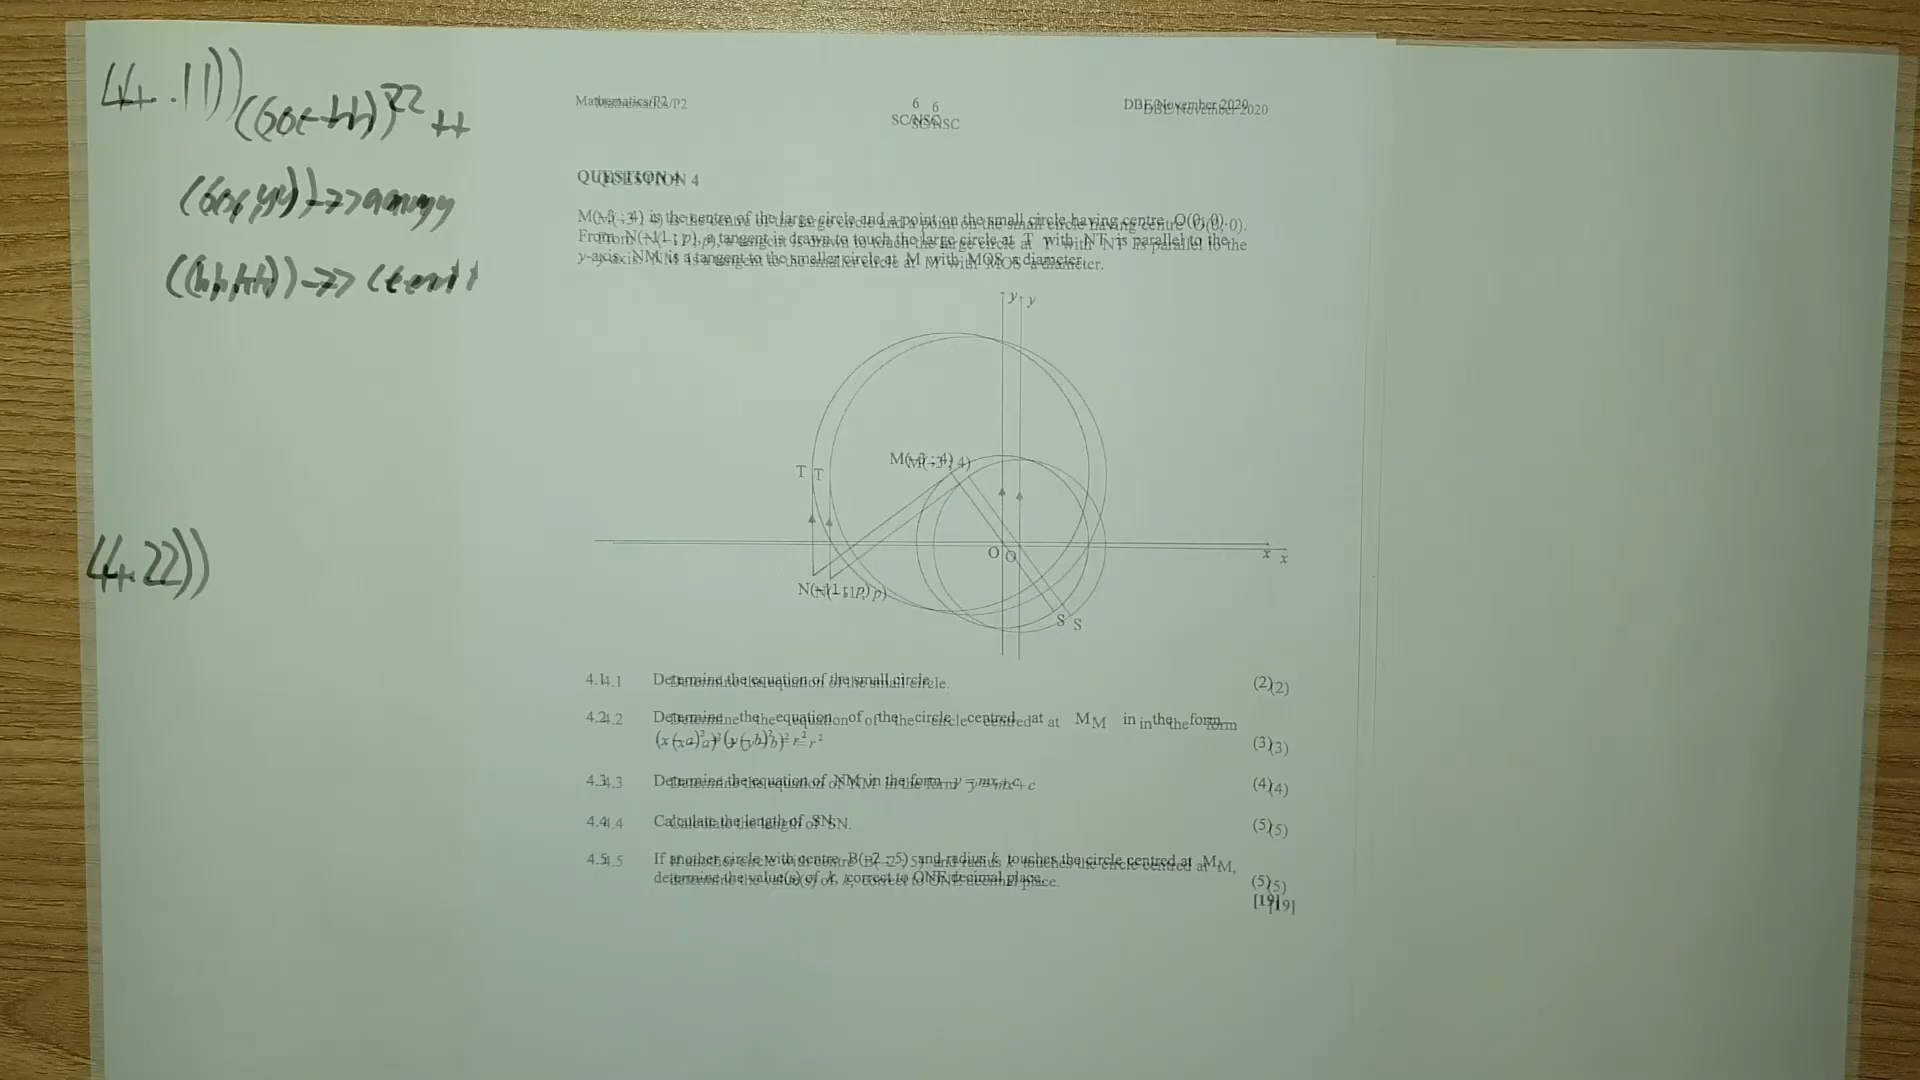 Mathematics/P2 6 DBE/November 2020
SC/NSC
QUESTION 4
M(–3 ; 4) is the centre of the large circle and a point on the small circle having centre O(0 ; 0).
From N(–11 ; p), a tangent is drawn to touch the large circle at T with NT is parallel to the
y-axis. NM is a tangent to the smaller circle at M with MOS a diameter.
y
M(–3 ; 4)
T
O
x
N(–11 ; p)
S
4.1 Determine the equation of the small circle. (2)
4.2 Determine the equation of the circle centred at M in the form
(x – a)² + (y – b)² = r² (3)
4.3 Determine the equation of NM in the form y = mx + c (4)
4.4 Calculate the length of SN. (5)
4.5 If another circle with centre B(–2 ; 5) and radius k touches the circle centred at M,
determine the value(s) of k, correct to ONE decimal place. (5)
[19]
4.1)
4.2)